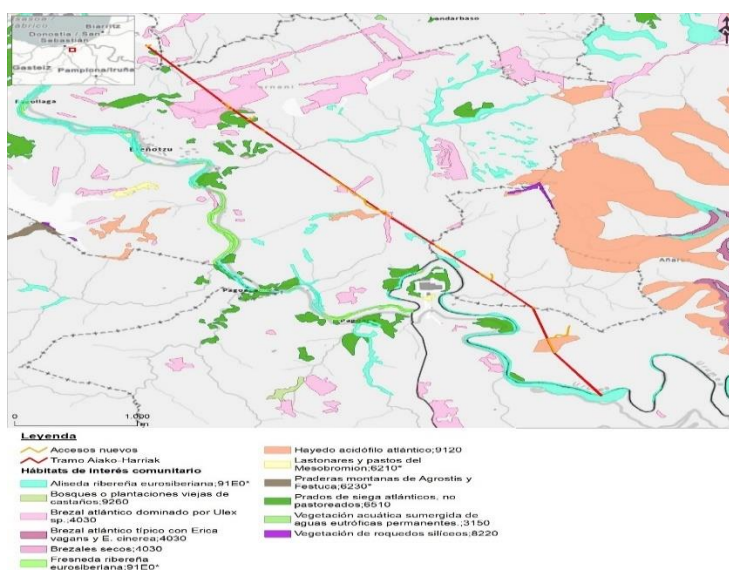 Biarritz
Donostia / San
Sebastián
Gasteiz
Pamplona/Iruña
Landarbaso
Ereñotzu
Pagoaga
0
1.000
m
Leyenda
Accesos nuevos
Tramo Aiako-Harriak
Hábitats de interés comunitario
Aliseda ribereña eurosiberiana;91E0*
Bosques o plantaciones viejas de
castaños;9260
Brezal atlántico dominado por Ulex
sp.;4030
Brezal atlántico típico con Erica
vagans y E. cinerea;4030
Brezales secos;4030
Fresneda ribereña
eurosiberiana;91E0*
Hayedo acidófilo atlántico;9120
Lastonares y pastos del
Mesobromion;6210*
Praderas montanas de Agrostis y
Festuca;6230*
Prados de siega atlánticos, no
pastoreados;6510
Vegetación acuática sumergida de
aguas eutróficas permanentes.;3150
Vegetación de roquedos silíceos;8220